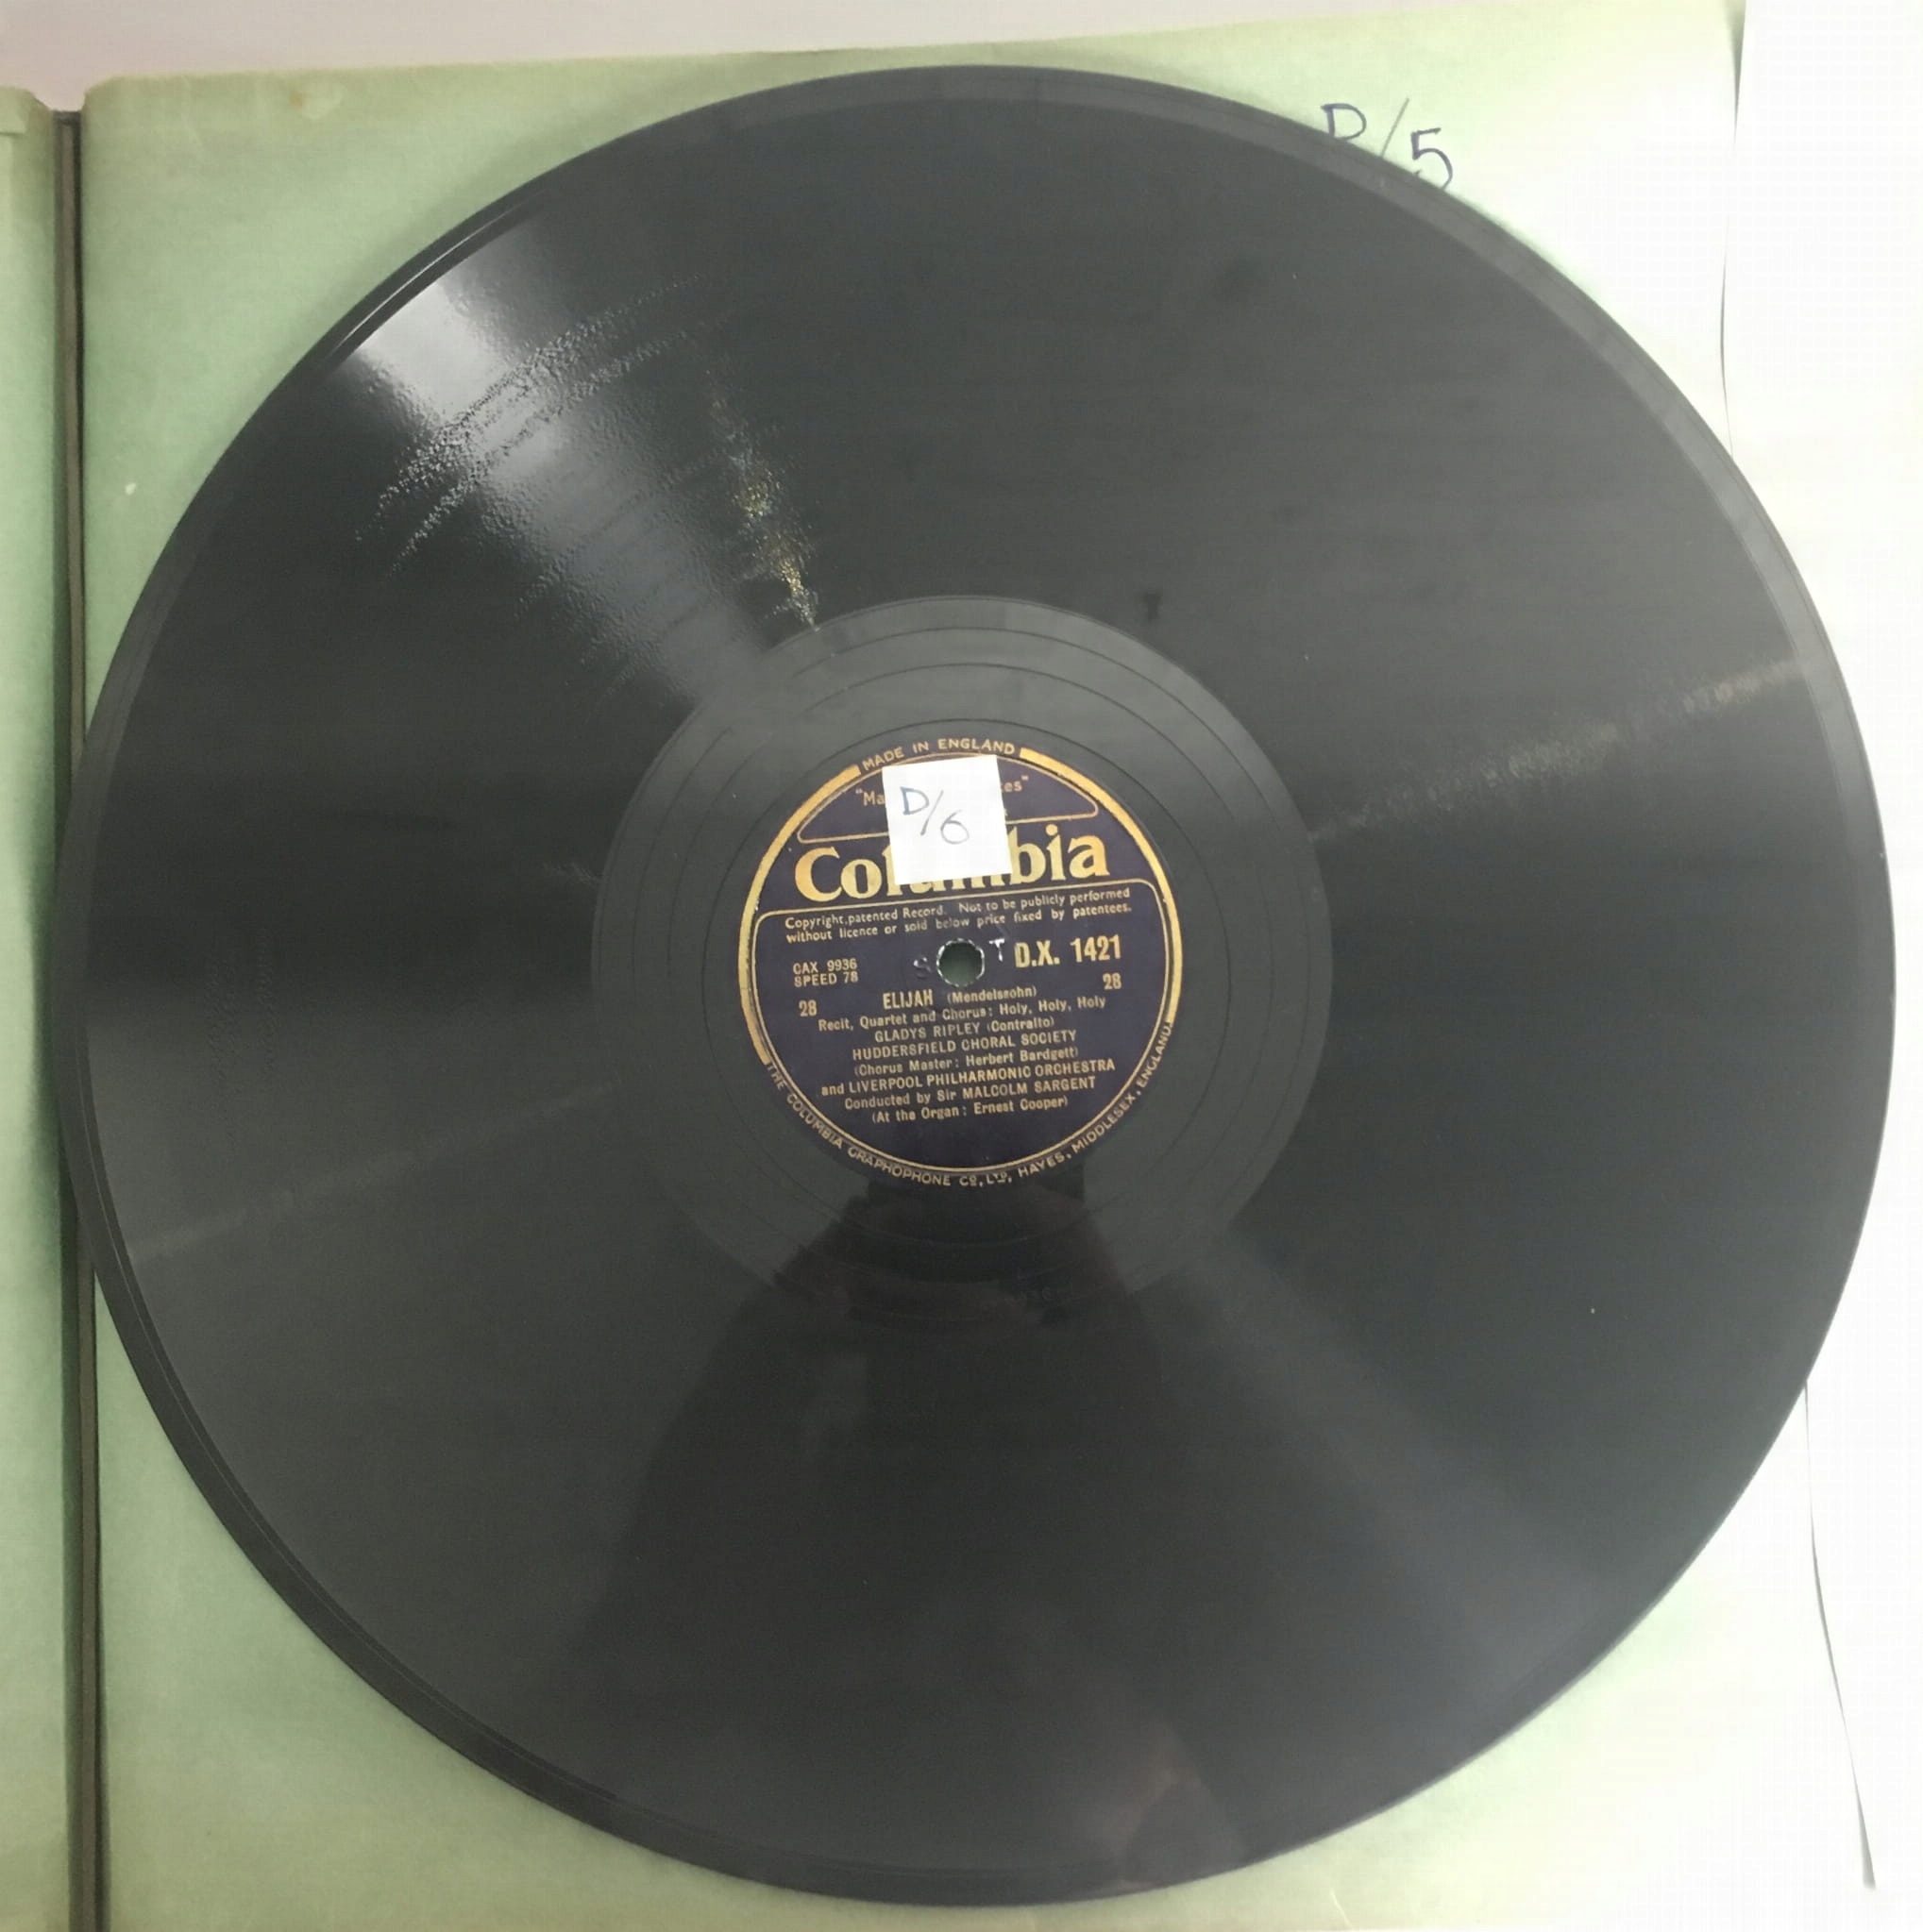 D/5
MADE IN ENGLAND
D/6
Columbia
Copyright, patented Record. Not to be publicly performed
without licence or sold below price fixed by patentees.
CAX 9936
SPEED 78
D.X. 1421
28
28
ELIJAH (Mendelssohn)
Recit, Quartet and Chorus: Holy, Holy, Holy
GLADYS RIPLEY (Contralto)
HUDDERSFIELD CHORAL SOCIETY
(Chorus Master: Herbert Bardgett)
and LIVERPOOL PHILHARMONIC ORCHESTRA
Conducted by Sir MALCOLM SARGENT
(At the Organ: Ernest Cooper)
THE COLUMBIA GRAPHOPHONE CO, LTD, HAYES, MIDDLESEX, ENGLAND.